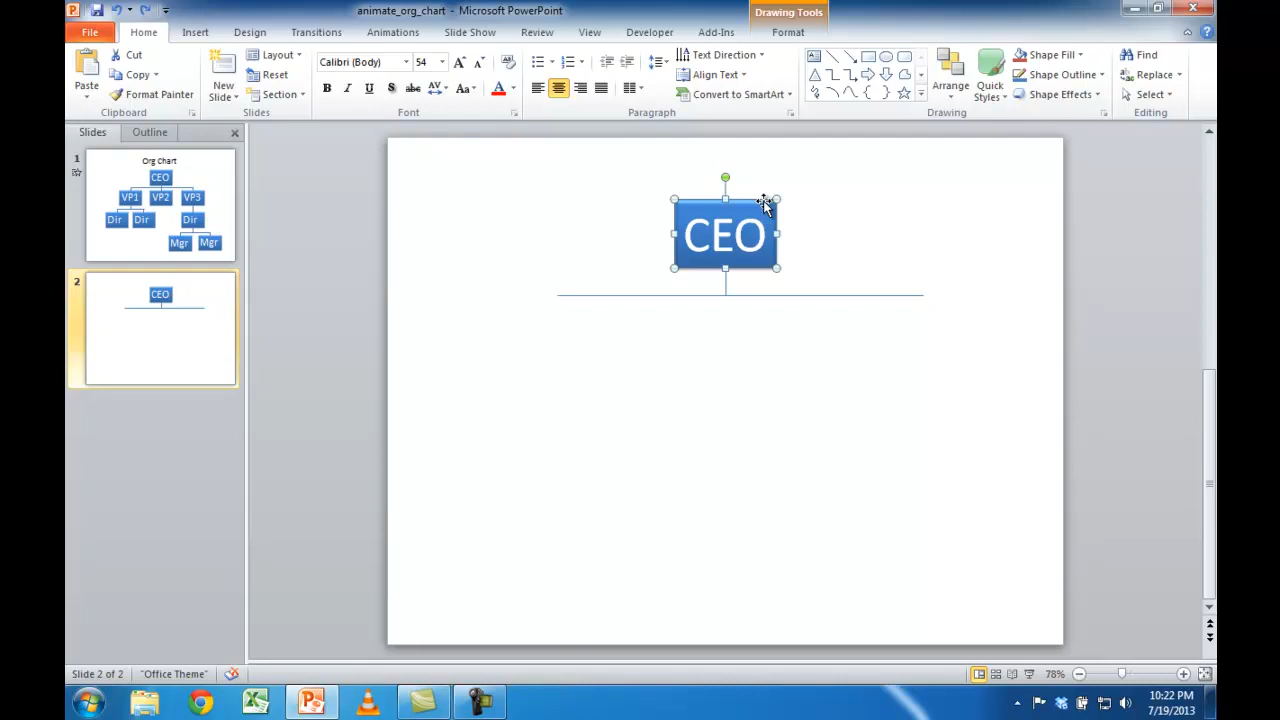 animate_org_chart - Microsoft PowerPoint
Drawing Tools
File Home Insert Design Transitions Animations Slide Show Review View Developer Add-Ins Format
Paste
Cut
Copy
Format Painter
Clipboard
New Slide
Layout
Reset
Section
Slides
Calibri (Body) 54
B I U S abc AV Aa A
Font
Text Direction
Align Text
Convert to SmartArt
Paragraph
Arrange
Quick Styles
Shape Fill
Shape Outline
Shape Effects
Drawing
Find
Replace
Select
Editing
Slides Outline
1
Org Chart
CEO
VP1 VP2 VP3
Dir Dir Dir
Mgr Mgr
2
CEO
CEO
Slide 2 of 2 "Office Theme" 78%
10:22 PM
7/19/2013